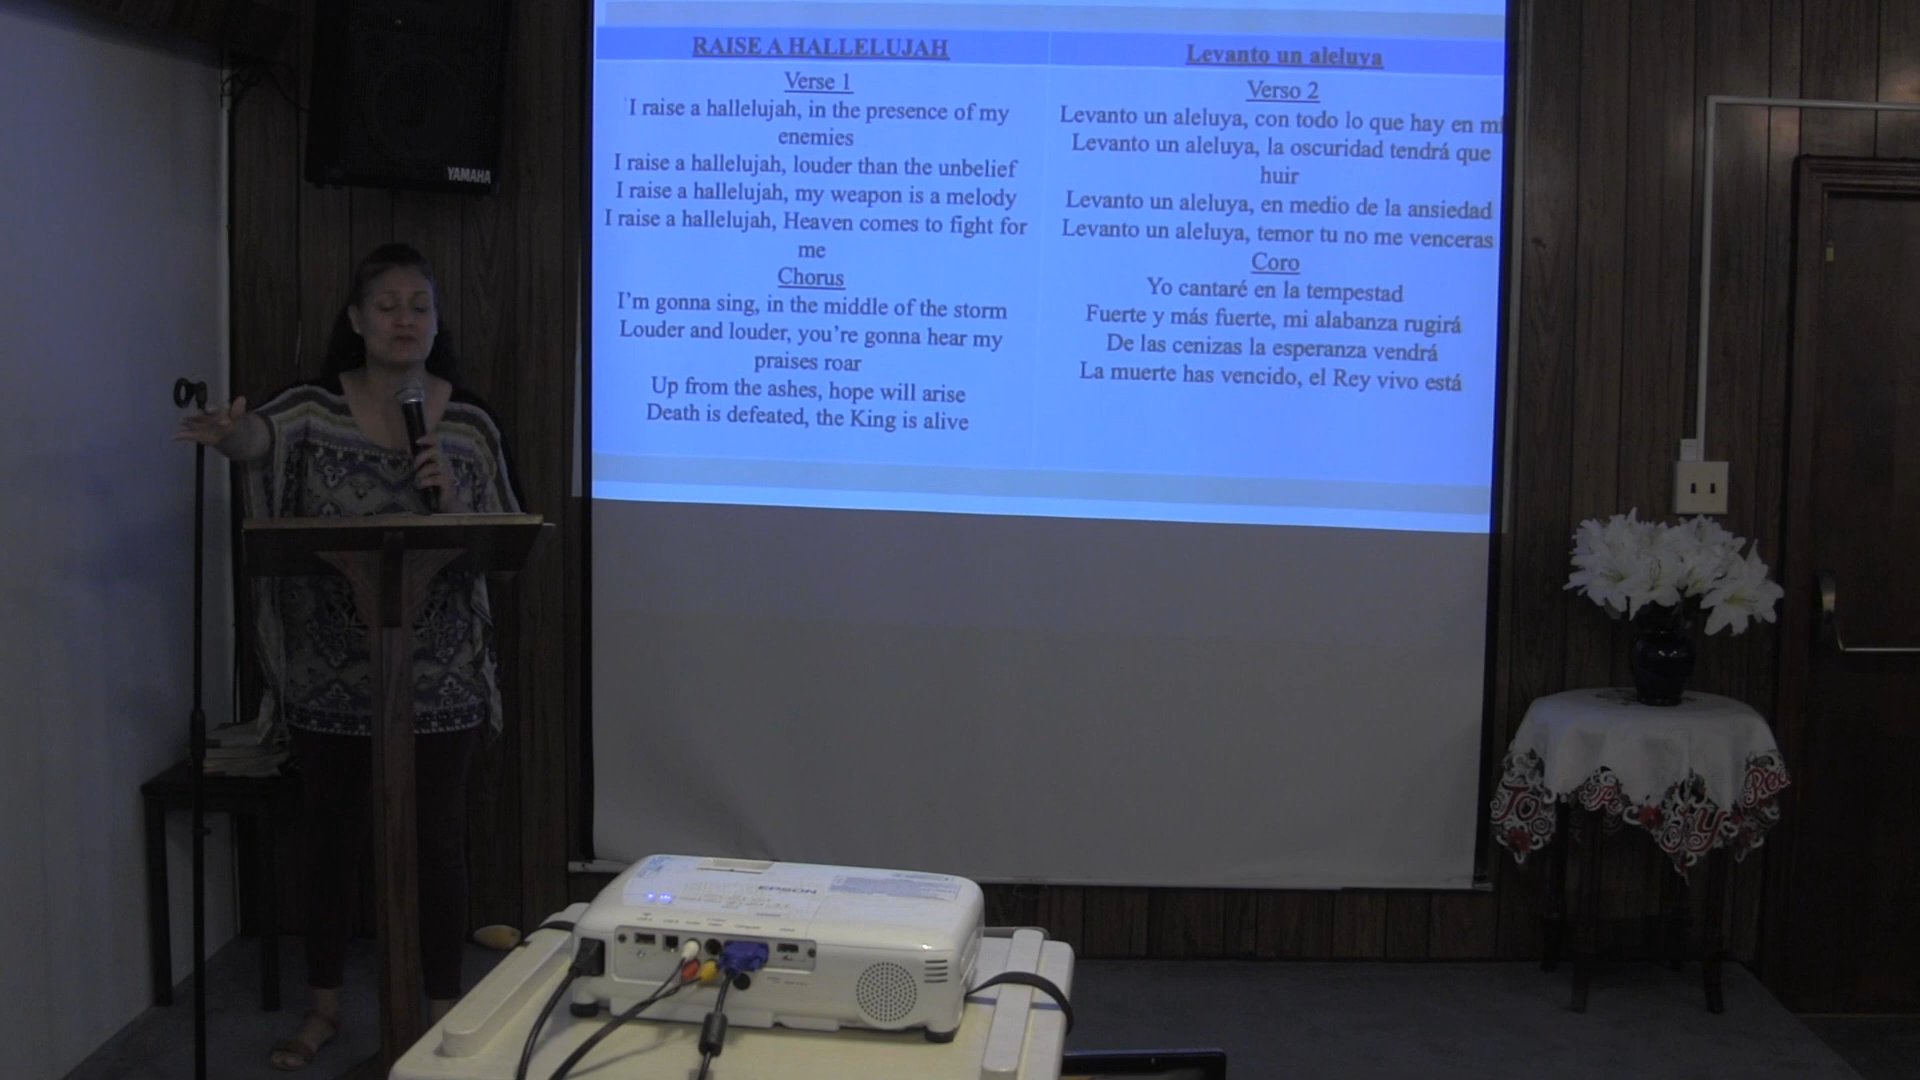 RAISE A HALLELUJAH
Verse 1
I raise a hallelujah, in the presence of my
enemies
I raise a hallelujah, louder than the unbelief
I raise a hallelujah, my weapon is a melody
I raise a hallelujah, Heaven comes to fight for
me
Chorus
I'm gonna sing, in the middle of the storm
Louder and louder, you're gonna hear my
praises roar
Up from the ashes, hope will arise
Death is defeated, the King is alive
Levanto un aleluya
Verso 2
Levanto un aleluya, con todo lo que hay en mi
Levanto un aleluya, la oscuridad tendrá que
huir
Levanto un aleluya, en medio de la ansiedad
Levanto un aleluya, temor tu no me venceras
Coro
Yo cantaré en la tempestad
Fuerte y más fuerte, mi alabanza rugirá
De las cenizas la esperanza vendrá
La muerte has vencido, el Rey vivo está
YAMAHA
EPSON
Jo
Joy